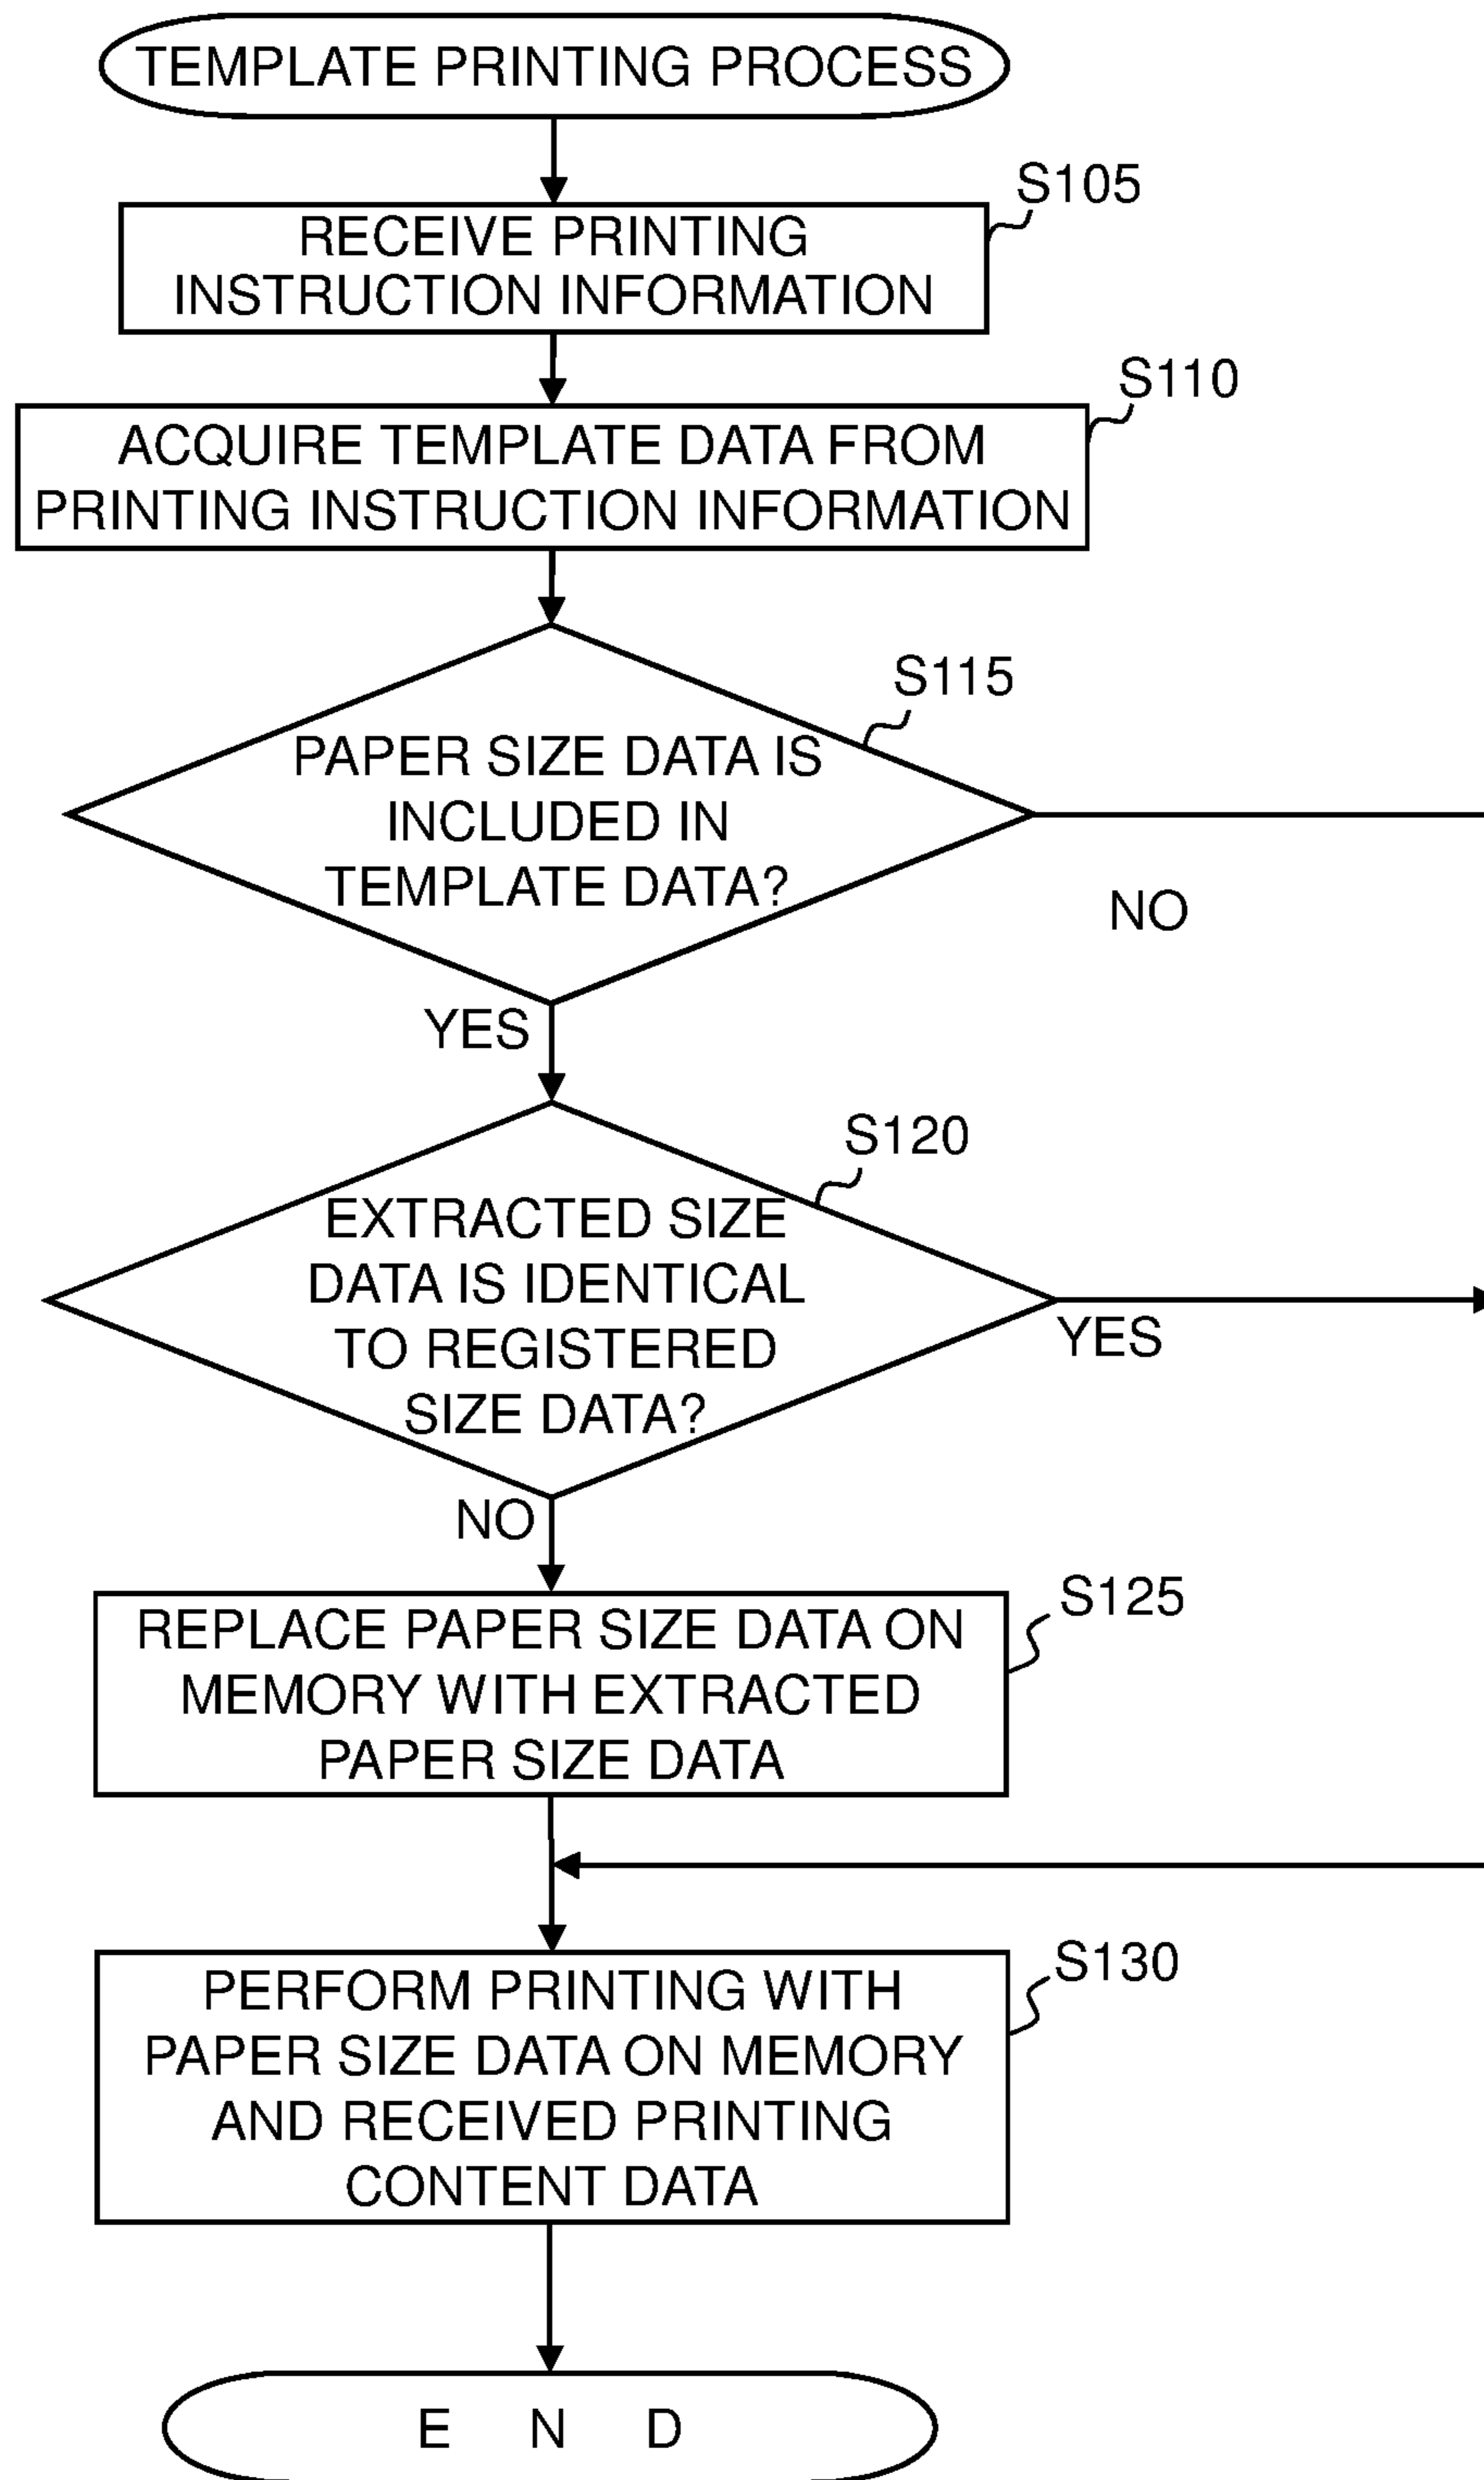 TEMPLATE PRINTING PROCESS
S105
RECEIVE PRINTING
INSTRUCTION INFORMATION
S110
ACQUIRE TEMPLATE DATA FROM
PRINTING INSTRUCTION INFORMATION
S115
PAPER SIZE DATA IS
INCLUDED IN
TEMPLATE DATA?
NO
YES
S120
EXTRACTED SIZE
DATA IS IDENTICAL
TO REGISTERED
SIZE DATA?
YES
NO
S125
REPLACE PAPER SIZE DATA ON
MEMORY WITH EXTRACTED
PAPER SIZE DATA
S130
PERFORM PRINTING WITH
PAPER SIZE DATA ON MEMORY
AND RECEIVED PRINTING
CONTENT DATA
E N D